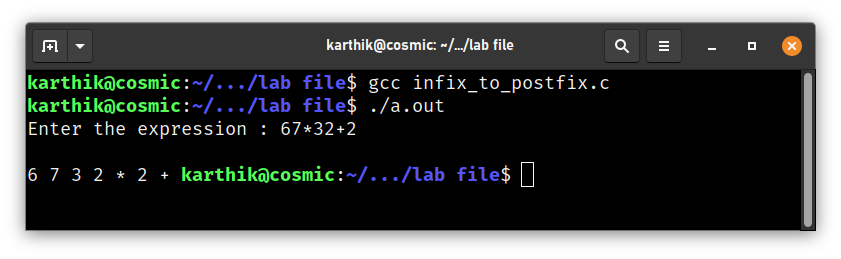 karthik@cosmic: ~/.../lab file
karthik@cosmic:~/.../lab file$ gcc infix_to_postfix.c
karthik@cosmic:~/.../lab file$ ./a.out
Enter the expression : 67*32+2
6 7 3 2 * 2 + karthik@cosmic:~/.../lab file$